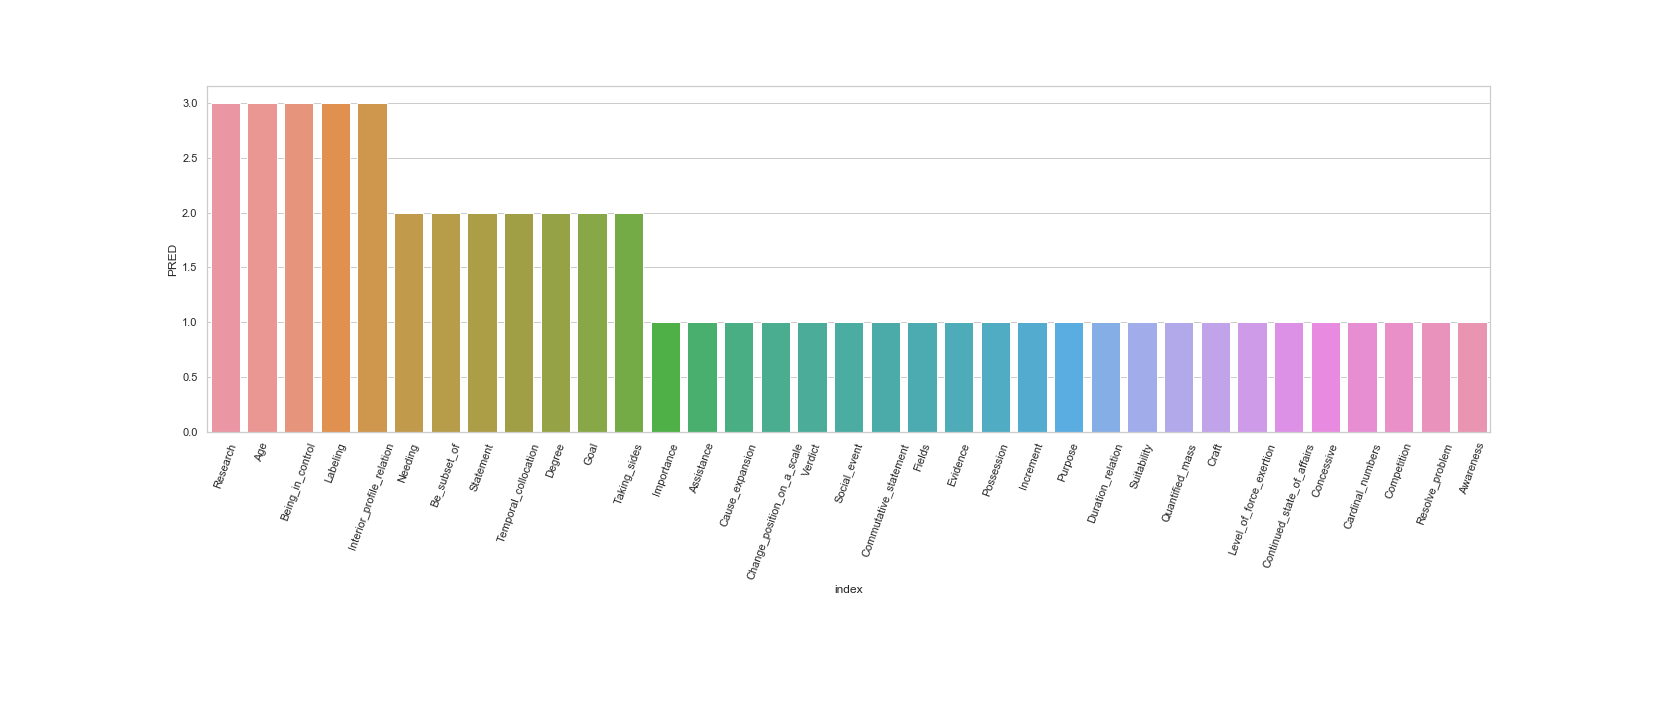 3.0
2.5
2.0
1.5
1.0
0.5
0.0
PRED
Research
Age
Being_in_control
Labeling
Interior_profile_relation
Needing
Be_subset_of
Statement
Temporal_collocation
Degree
Goal
Taking_sides
Importance
Assistance
Cause_expansion
Change_position_on_a_scale
Verdict
Social_event
Commutative_statement
Fields
Evidence
Possession
Increment
Purpose
Duration_relation
Suitability
Quantified_mass
Craft
Level_of_force_exertion
Continued_state_of_affairs
Concessive
Cardinal_numbers
Competition
Resolve_problem
Awareness
index